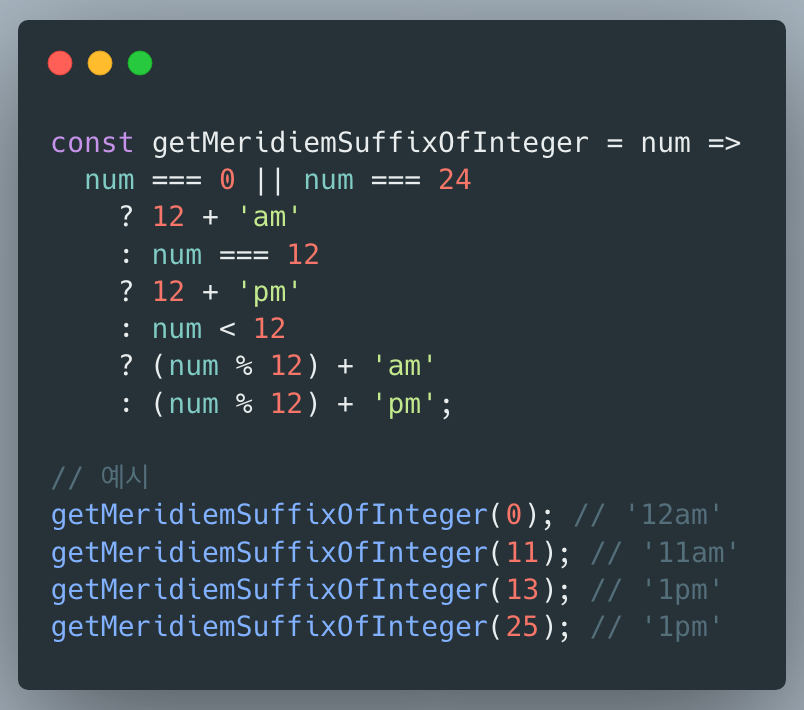 const getMeridiemSuffixOfInteger = num =>
  num === 0 || num === 24
    ? 12 + 'am'
    : num === 12
    ? 12 + 'pm'
    : num < 12
    ? (num % 12) + 'am'
    : (num % 12) + 'pm';

// 예시
getMeridiemSuffixOfInteger(0); // '12am'
getMeridiemSuffixOfInteger(11); // '11am'
getMeridiemSuffixOfInteger(13); // '1pm'
getMeridiemSuffixOfInteger(25); // '1pm'